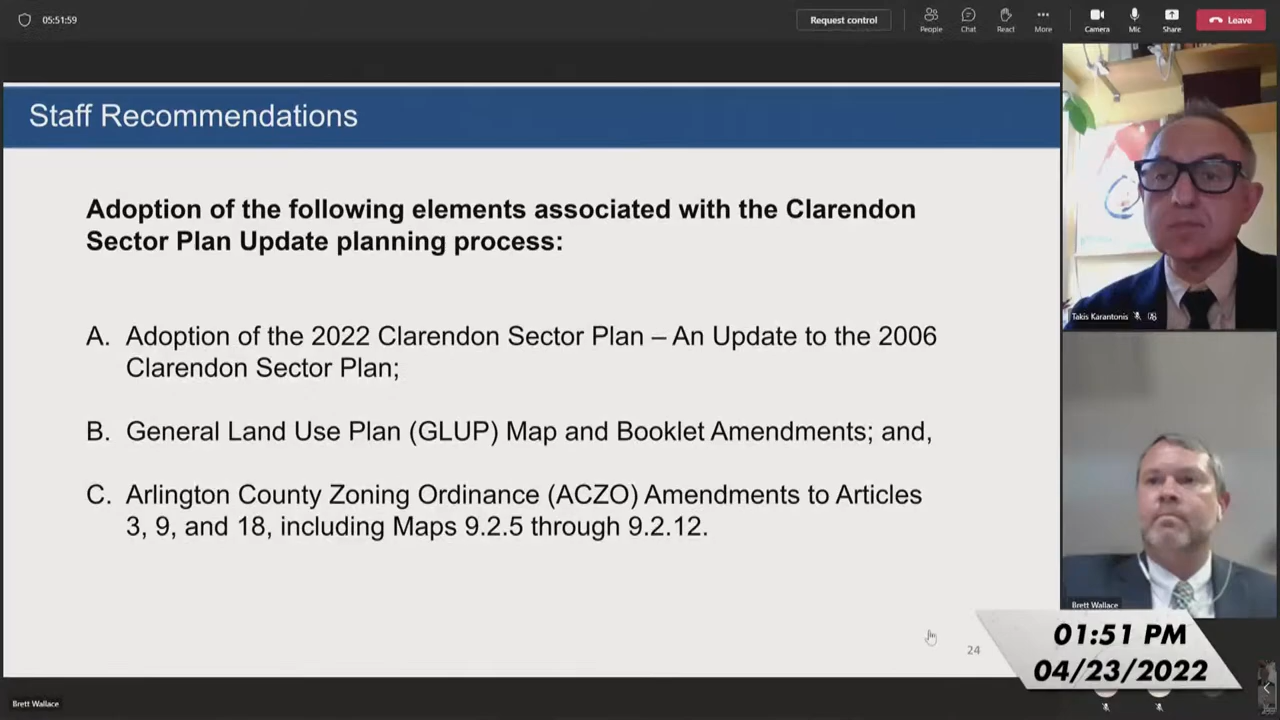 05:51:59
Request control
People
Chat
React
More
Camera
Mic
Share
Leave
Staff Recommendations
Adoption of the following elements associated with the Clarendon
Sector Plan Update planning process:
A. Adoption of the 2022 Clarendon Sector Plan – An Update to the 2006
Clarendon Sector Plan;
B. General Land Use Plan (GLUP) Map and Booklet Amendments; and,
C. Arlington County Zoning Ordinance (ACZO) Amendments to Articles
3, 9, and 18, including Maps 9.2.5 through 9.2.12.
24
Takis Karantonis
Brett Wallace
01:51 PM
04/23/2022
Brett Wallace